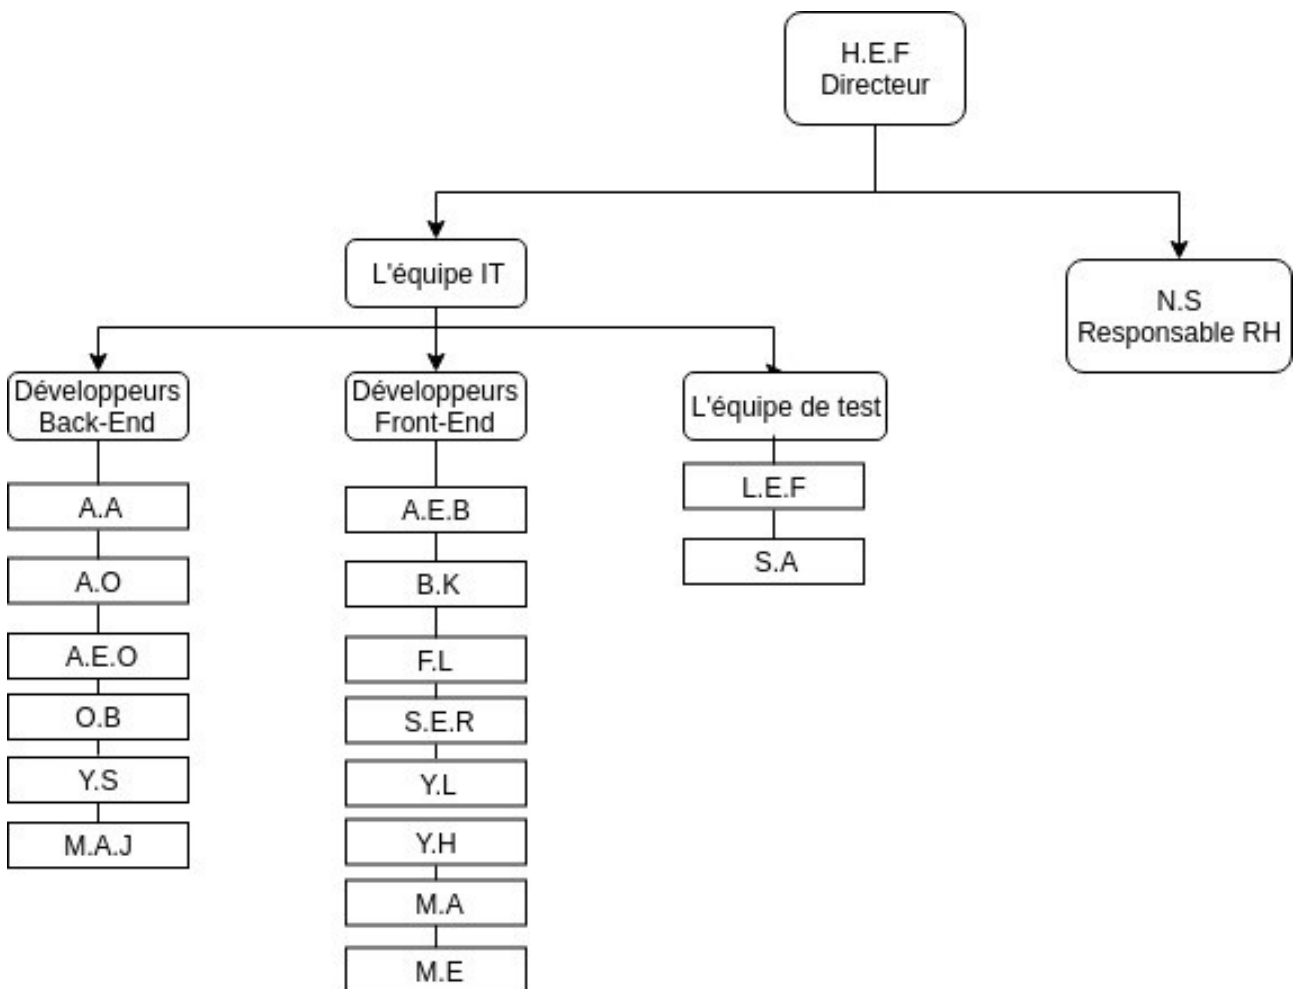 H.E.F
Directeur
L'équipe IT
N.S
Responsable RH
Développeurs
Back-End
A.A
A.O
A.E.O
O.B
Y.S
M.A.J
Développeurs
Front-End
A.E.B
B.K
F.L
S.E.R
Y.L
Y.H
M.A
M.E
L'équipe de test
L.E.F
S.A